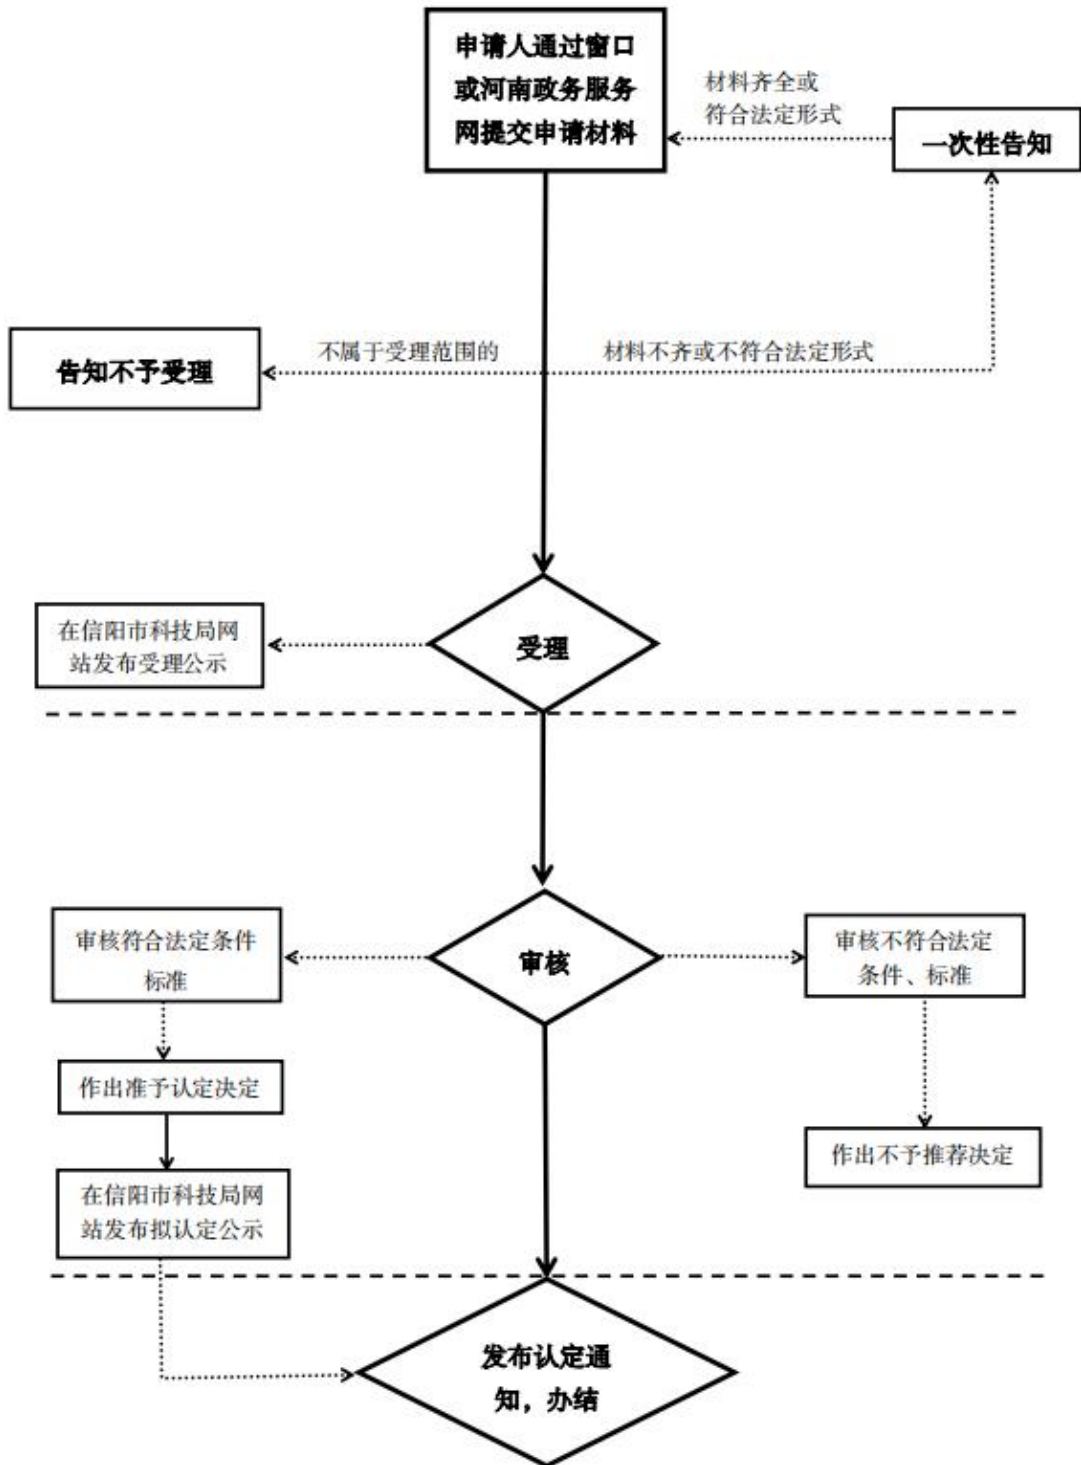 申请人通过窗口
或河南政务服务
网提交申请材料
材料齐全或
符合法定形式
一次性告知
告知不予受理
不属于受理范围的
材料不齐或不符合法定形式
在信阳市科技局网
站发布受理公示
受理
审核符合法定条件
标准
审核
审核不符合法定
条件、标准
作出准予认定决定
作出不予推荐决定
在信阳市科技局网
站发布拟认定公示
发布认定通
知，办结